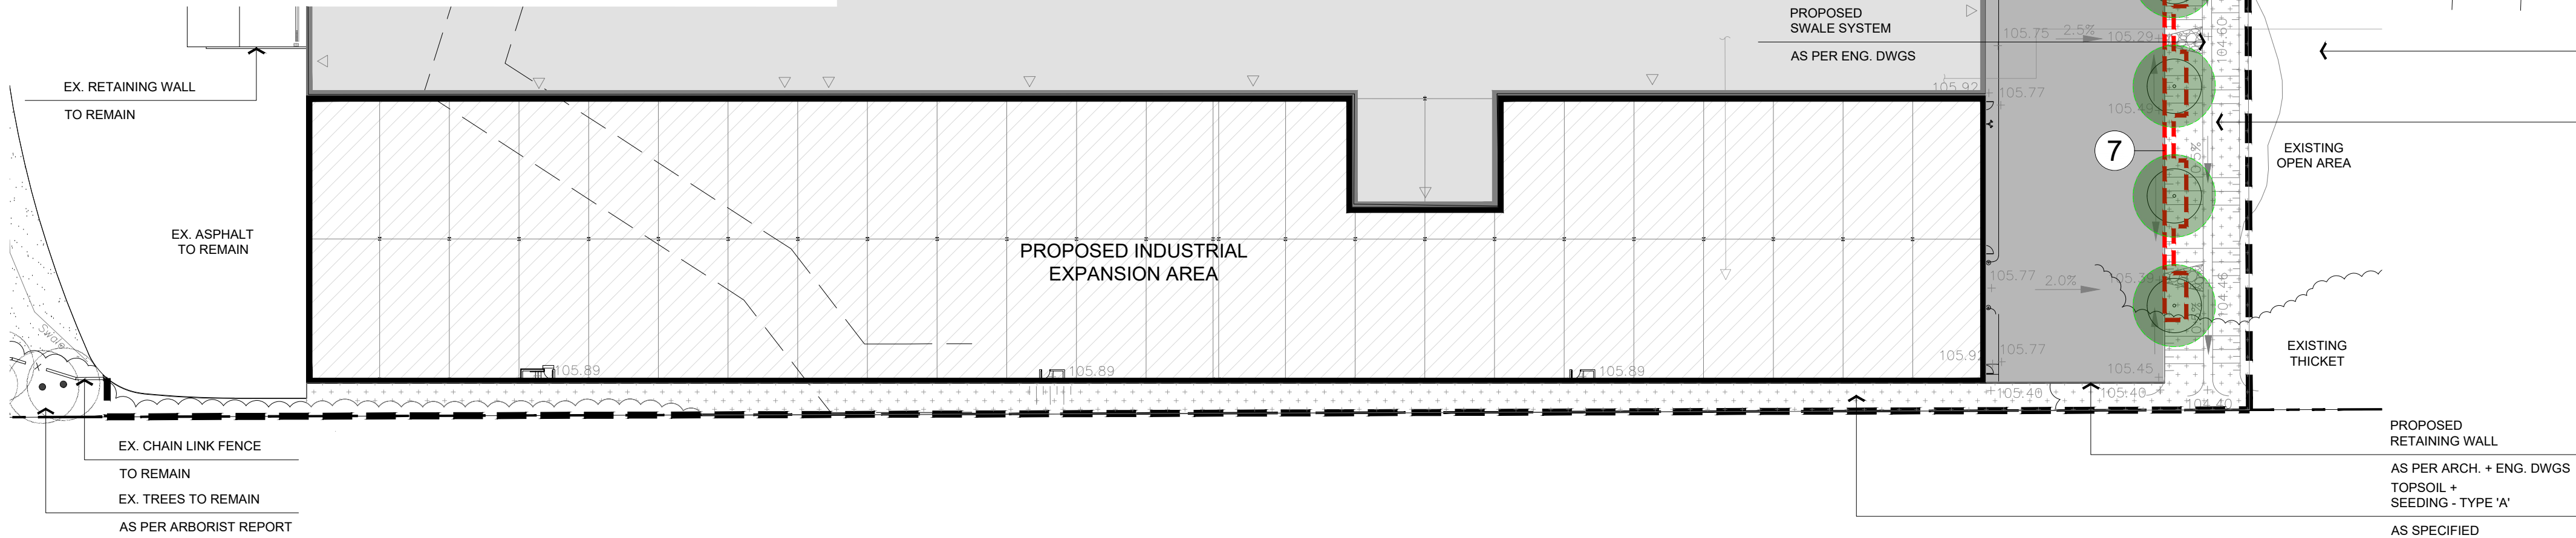 PROPOSED
SWALE SYSTEM
AS PER ENG. DWGS
105.75
2.5%
105.29
104.60
EX. RETAINING WALL
TO REMAIN
105.92
105.77
105.49
7
EXISTING
OPEN AREA
EX. ASPHALT
TO REMAIN
PROPOSED INDUSTRIAL
EXPANSION AREA
105.77
2.0%
105.39
104.46
Swale
X
105.89
105.89
105.89
105.92
105.77
105.45
EXISTING
THICKET
105.40
105.40
104.40
EX. CHAIN LINK FENCE
TO REMAIN
EX. TREES TO REMAIN
AS PER ARBORIST REPORT
PROPOSED
RETAINING WALL
AS PER ARCH. + ENG. DWGS
TOPSOIL +
SEEDING - TYPE 'A'
AS SPECIFIED